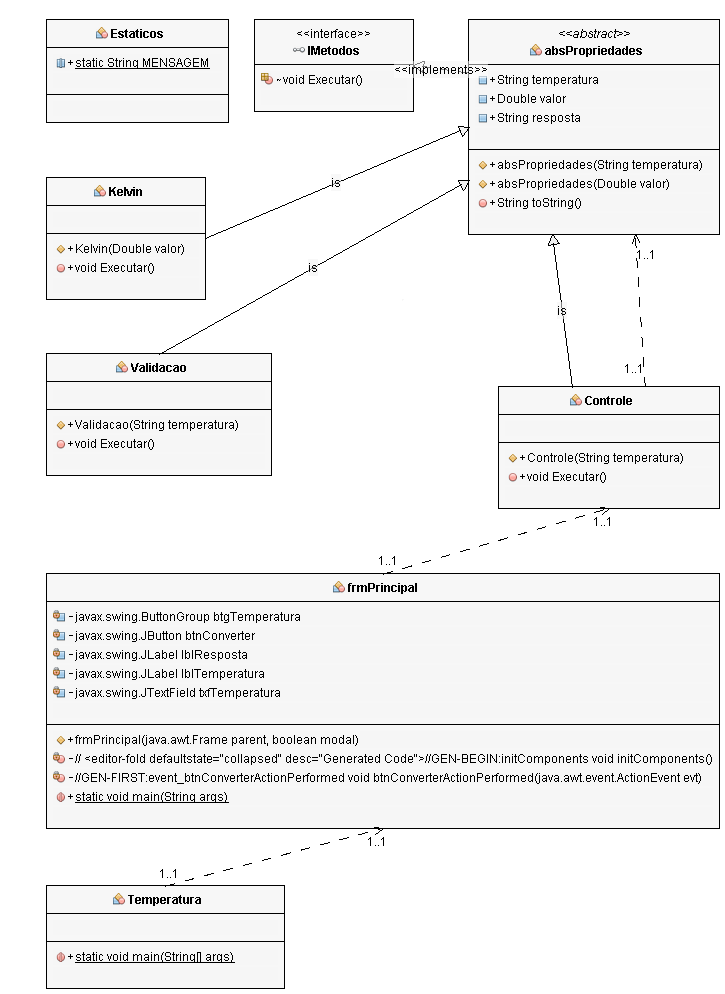 Estaticos
+static String MENSAGEM
<<interface>>
IMetodos
~void Executar()
<<implements>>
<<abstract>>
absPropriedades
+String temperatura
+Double valor
+String resposta
+absPropriedades(String temperatura)
+absPropriedades(Double valor)
+String toString()
is
Kelvin
+Kelvin(Double valor)
+void Executar()
is
1..1
is
1..1
Validacao
+Validacao(String temperatura)
+void Executar()
Controle
+Controle(String temperatura)
+void Executar()
1..1
1..1
frmPrincipal
-javax.swing.ButtonGroup btgTemperatura
-javax.swing.JButton btnConverter
-javax.swing.JLabel lblResposta
-javax.swing.JLabel lblTemperatura
-javax.swing.JTextField txfTemperatura
+frmPrincipal(java.awt.Frame parent, boolean modal)
-// <editor-fold defaultstate="collapsed" desc="Generated Code">//GEN-BEGIN:initComponents void initComponents()
-//GEN-FIRST:event_btnConverterActionPerformed void btnConverterActionPerformed(java.awt.event.ActionEvent evt)
+static void main(String args)
1..1
1..1
Temperatura
+static void main(String[] args)